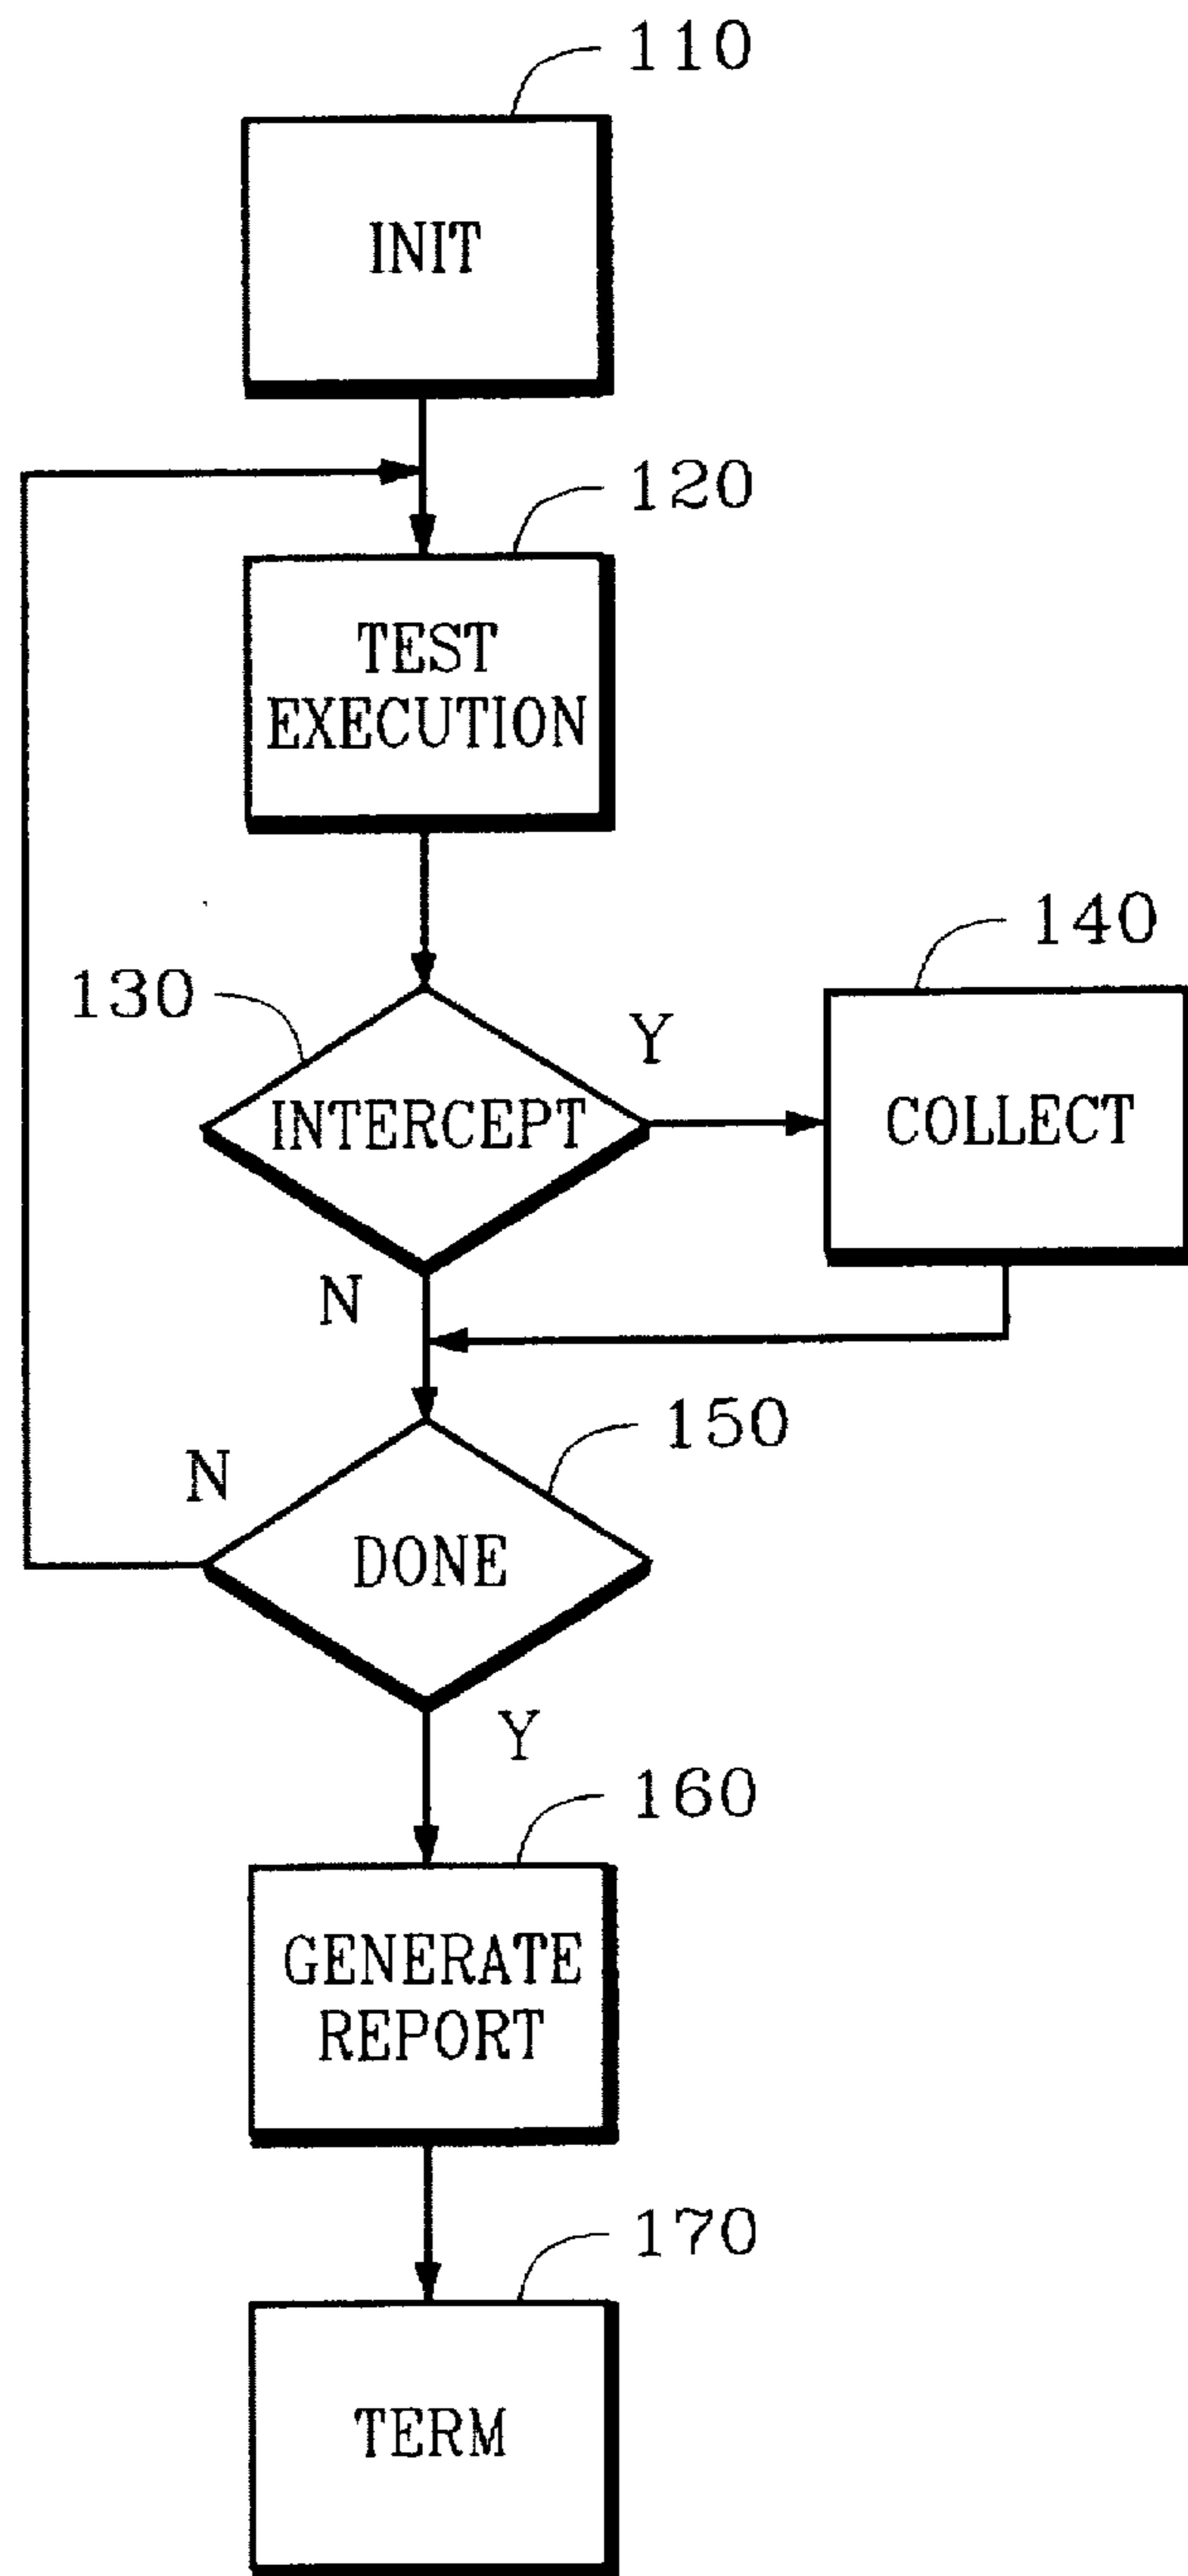 110
INIT
120
TEST
EXECUTION
130
INTERCEPT
Y
140
COLLECT
N
150
N
DONE
Y
160
GENERATE
REPORT
170
TERM